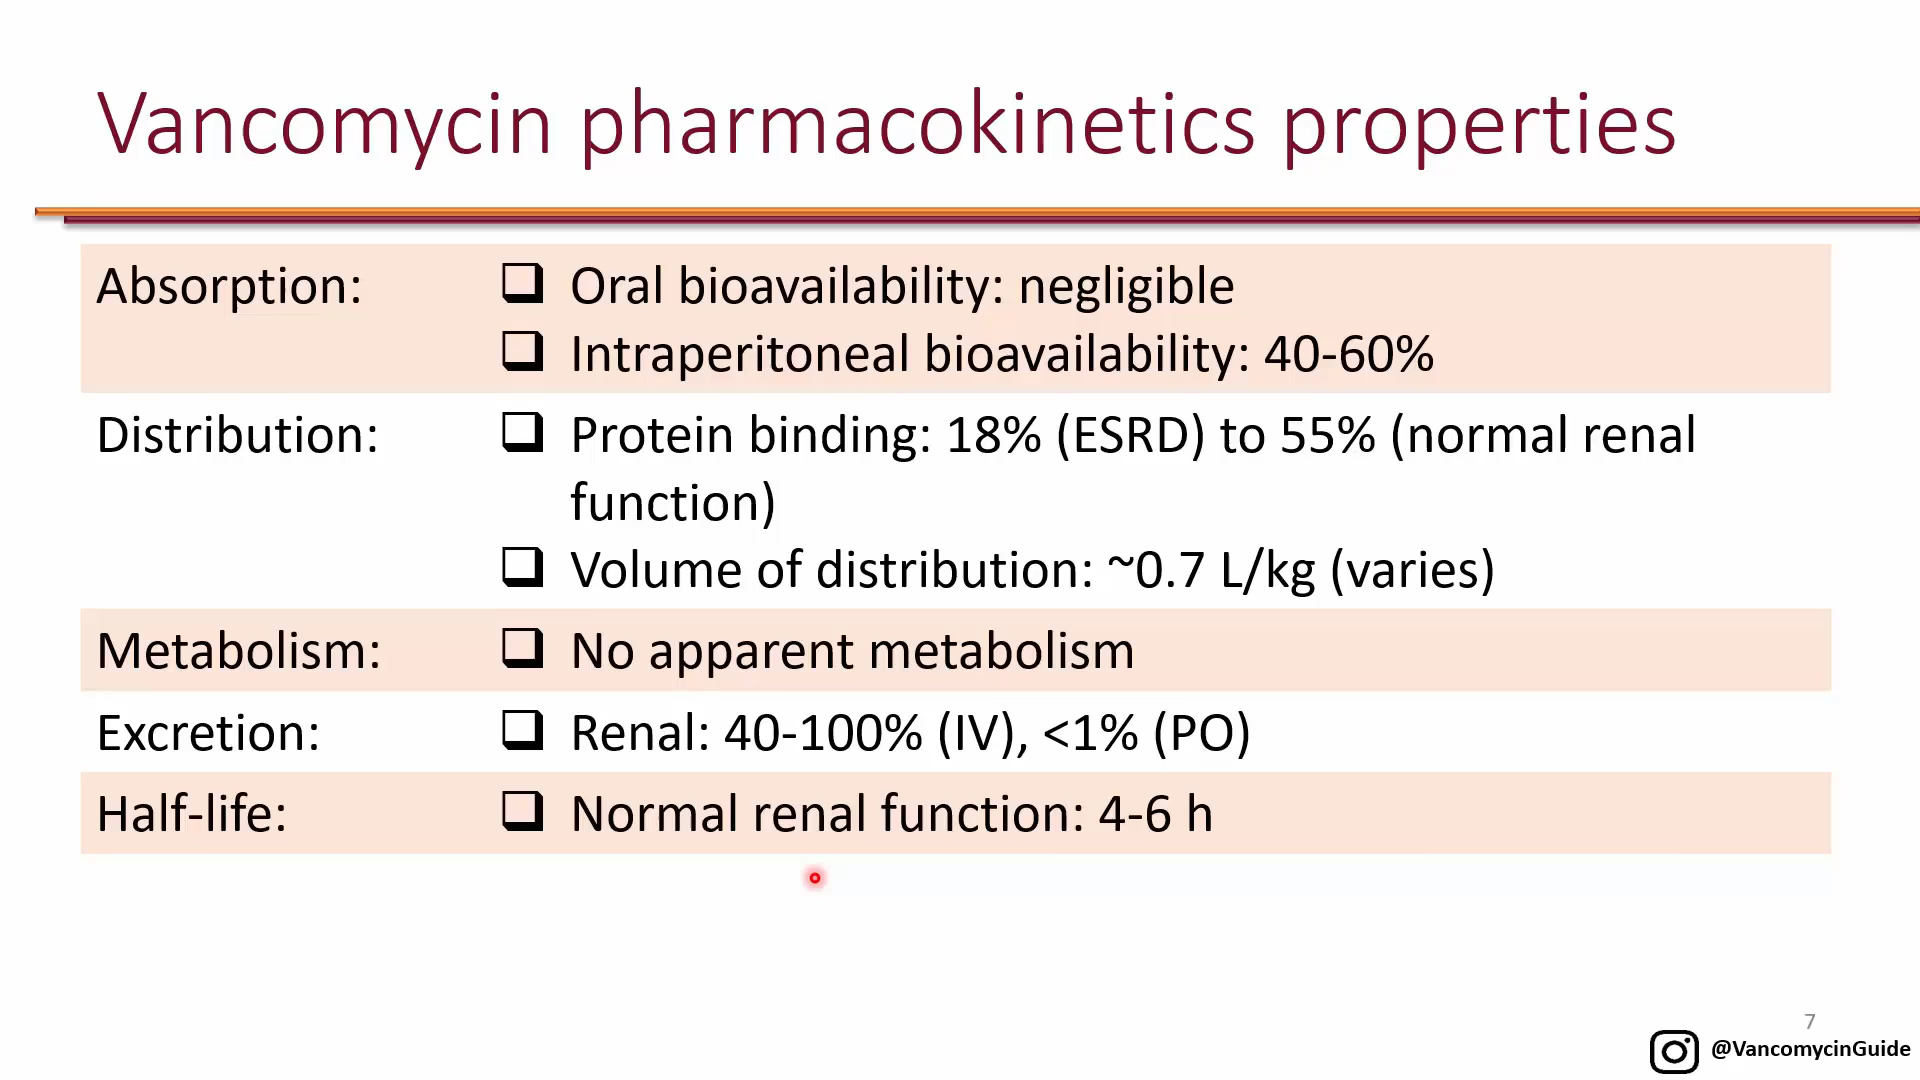 Vancomycin pharmacokinetics properties
Absorption:
Oral bioavailability: negligible
Intraperitoneal bioavailability: 40-60%
Distribution:
Protein binding: 18% (ESRD) to 55% (normal renal
function)
Volume of distribution: ~0.7 L/kg (varies)
Metabolism:
No apparent metabolism
Excretion:
Renal: 40-100% (IV), <1% (PO)
Half-life:
Normal renal function: 4-6 h
7
@VancomycinGuide